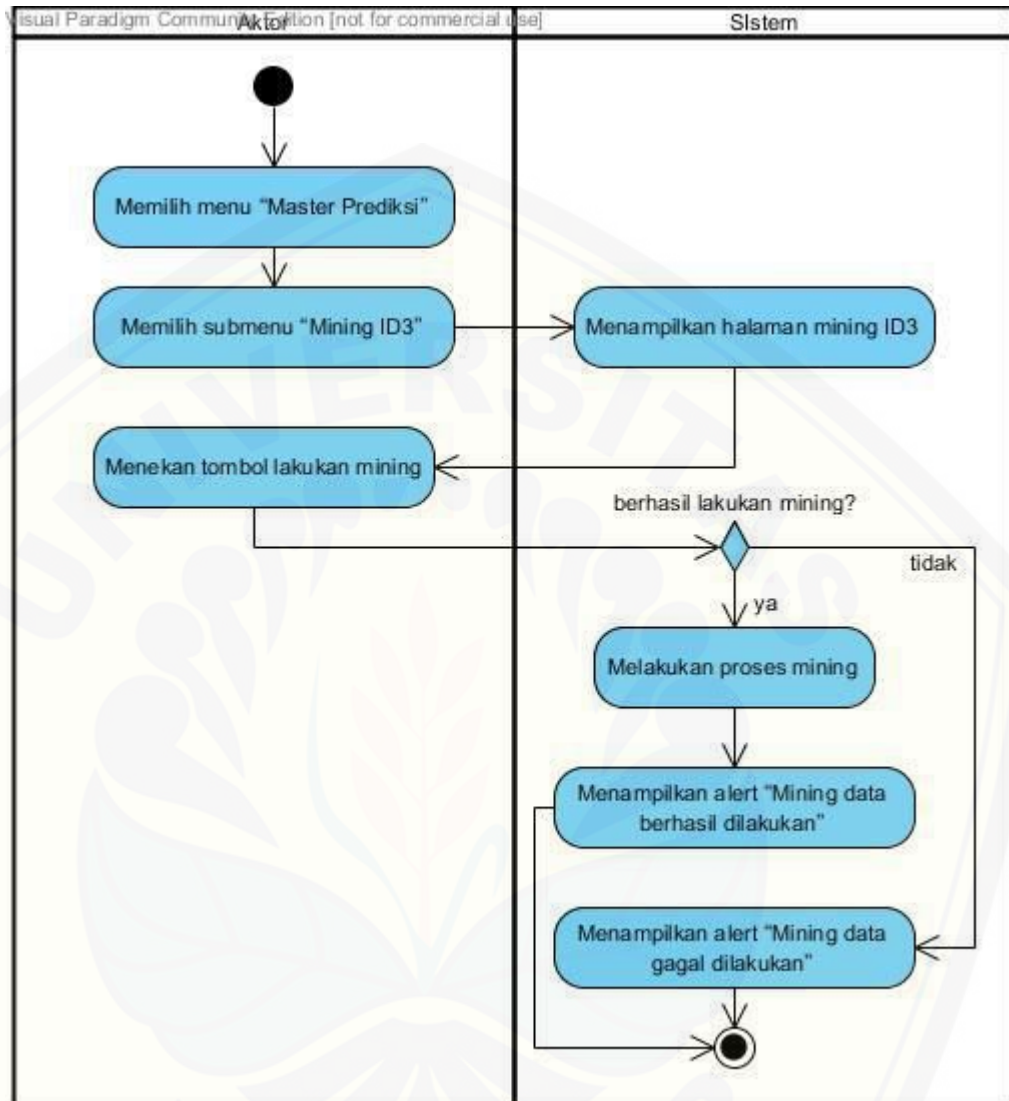 Visual Paradigm Community Edition [not for commercial use]
Aktor
SIstem
Memilih menu “Master Prediksi”
Memilih submenu “Mining ID3”
Menampilkan halaman mining ID3
Menekan tombol lakukan mining
berhasil lakukan mining?
tidak
ya
Melakukan proses mining
Menampilkan alert “Mining data
berhasil dilakukan”
Menampilkan alert “Mining data
gagal dilakukan”
UNIVERSITAS